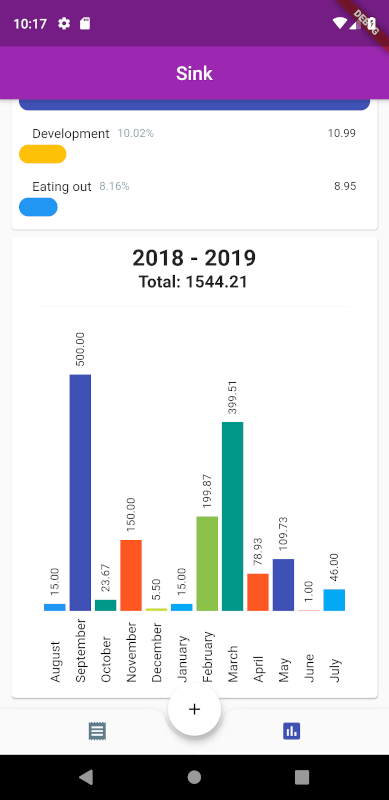 10:17
DEBUG
Sink
Development 10.02% 10.99
Eating out 8.16% 8.95
2018 - 2019
Total: 1544.21
15.00 500.00 23.67 150.00 5.50 15.00 199.87 399.51 78.93 109.73 1.00 46.00
August September October November December January February March April May June July
+